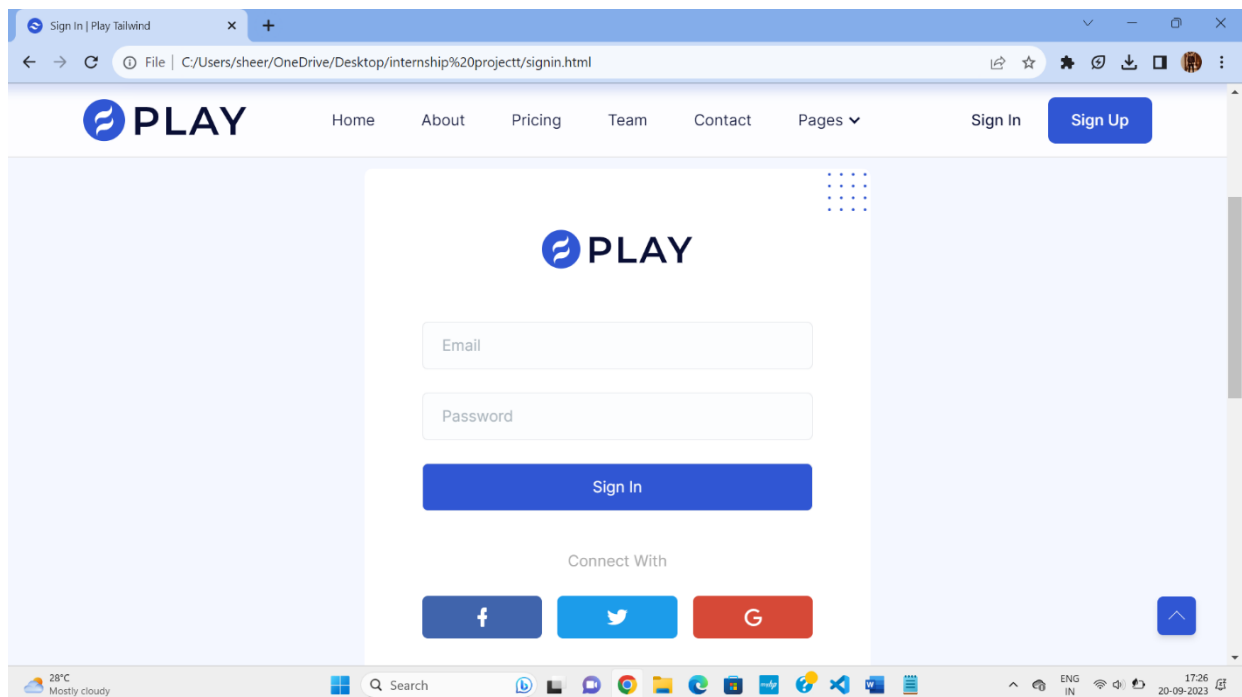 Sign In | Play Tailwind
File | C:/Users/sheer/OneDrive/Desktop/internship%20projectt/signin.html
PLAY Home About Pricing Team Contact Pages Sign In Sign Up
PLAY
Email
Password
Sign In
Connect With
f G
28°C
Mostly cloudy
Search
ENG
IN
17:26
20-09-2023